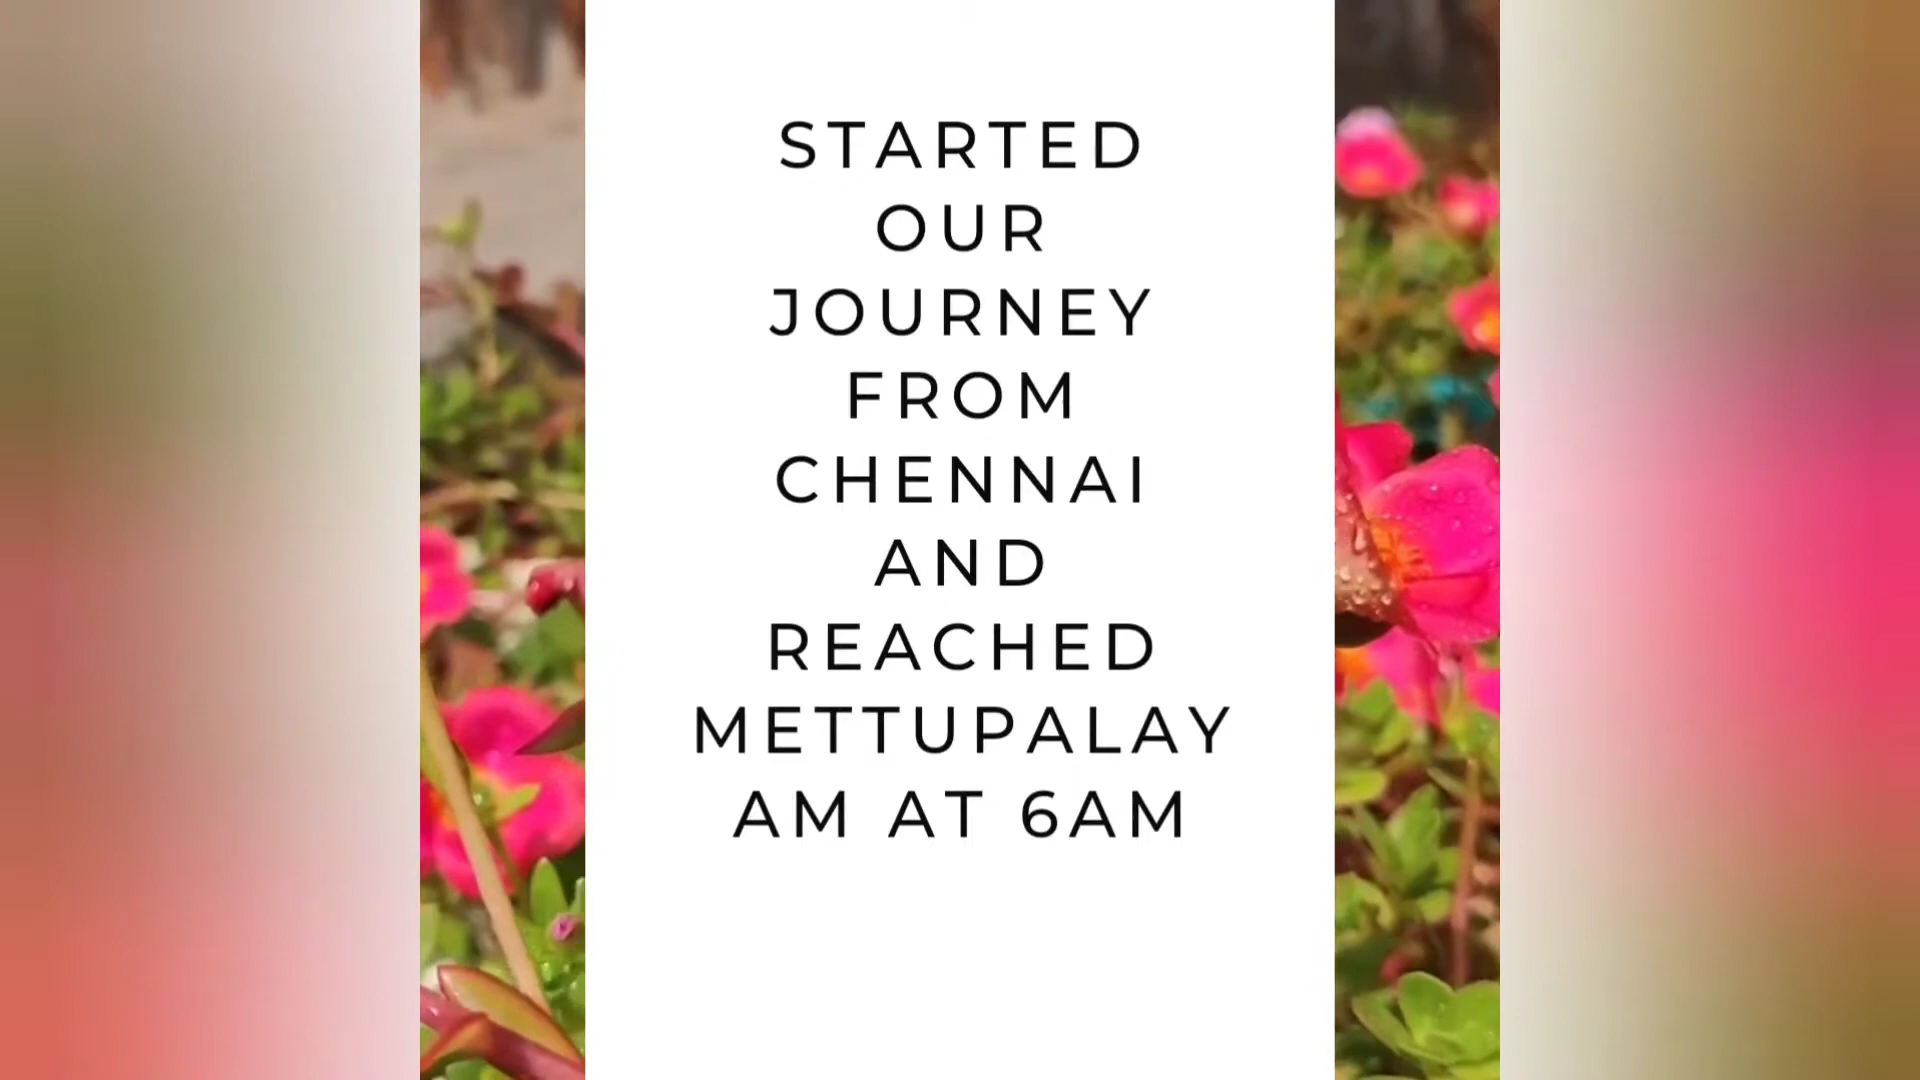 STARTED
OUR
JOURNEY
FROM
CHENNAI
AND
REACHED
METTUPALAY
AM AT 6AM